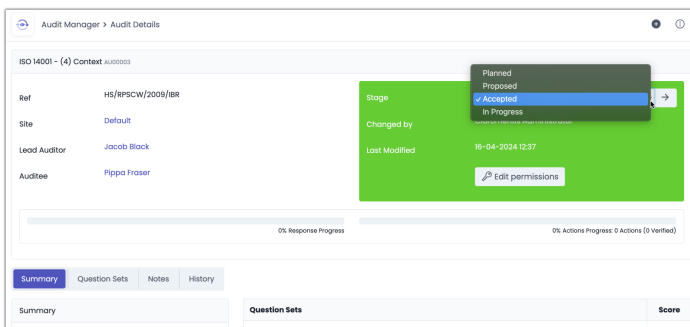 Audit Manager > Audit Details
ISO 14001 - (4) Context AU00003
Ref HS/RPSCW/2009/IBR
Site Default
Lead Auditor Jacob Black
Auditee Pippa Fraser
Stage
Planned
Proposed
✓ Accepted
In Progress
Changed by
Last Modified 16-04-2024 12:37
Edit permissions
0% Response Progress
0% Actions Progress: 0 Actions (0 Verified)
Summary Question Sets Notes History
Summary
Question Sets Score